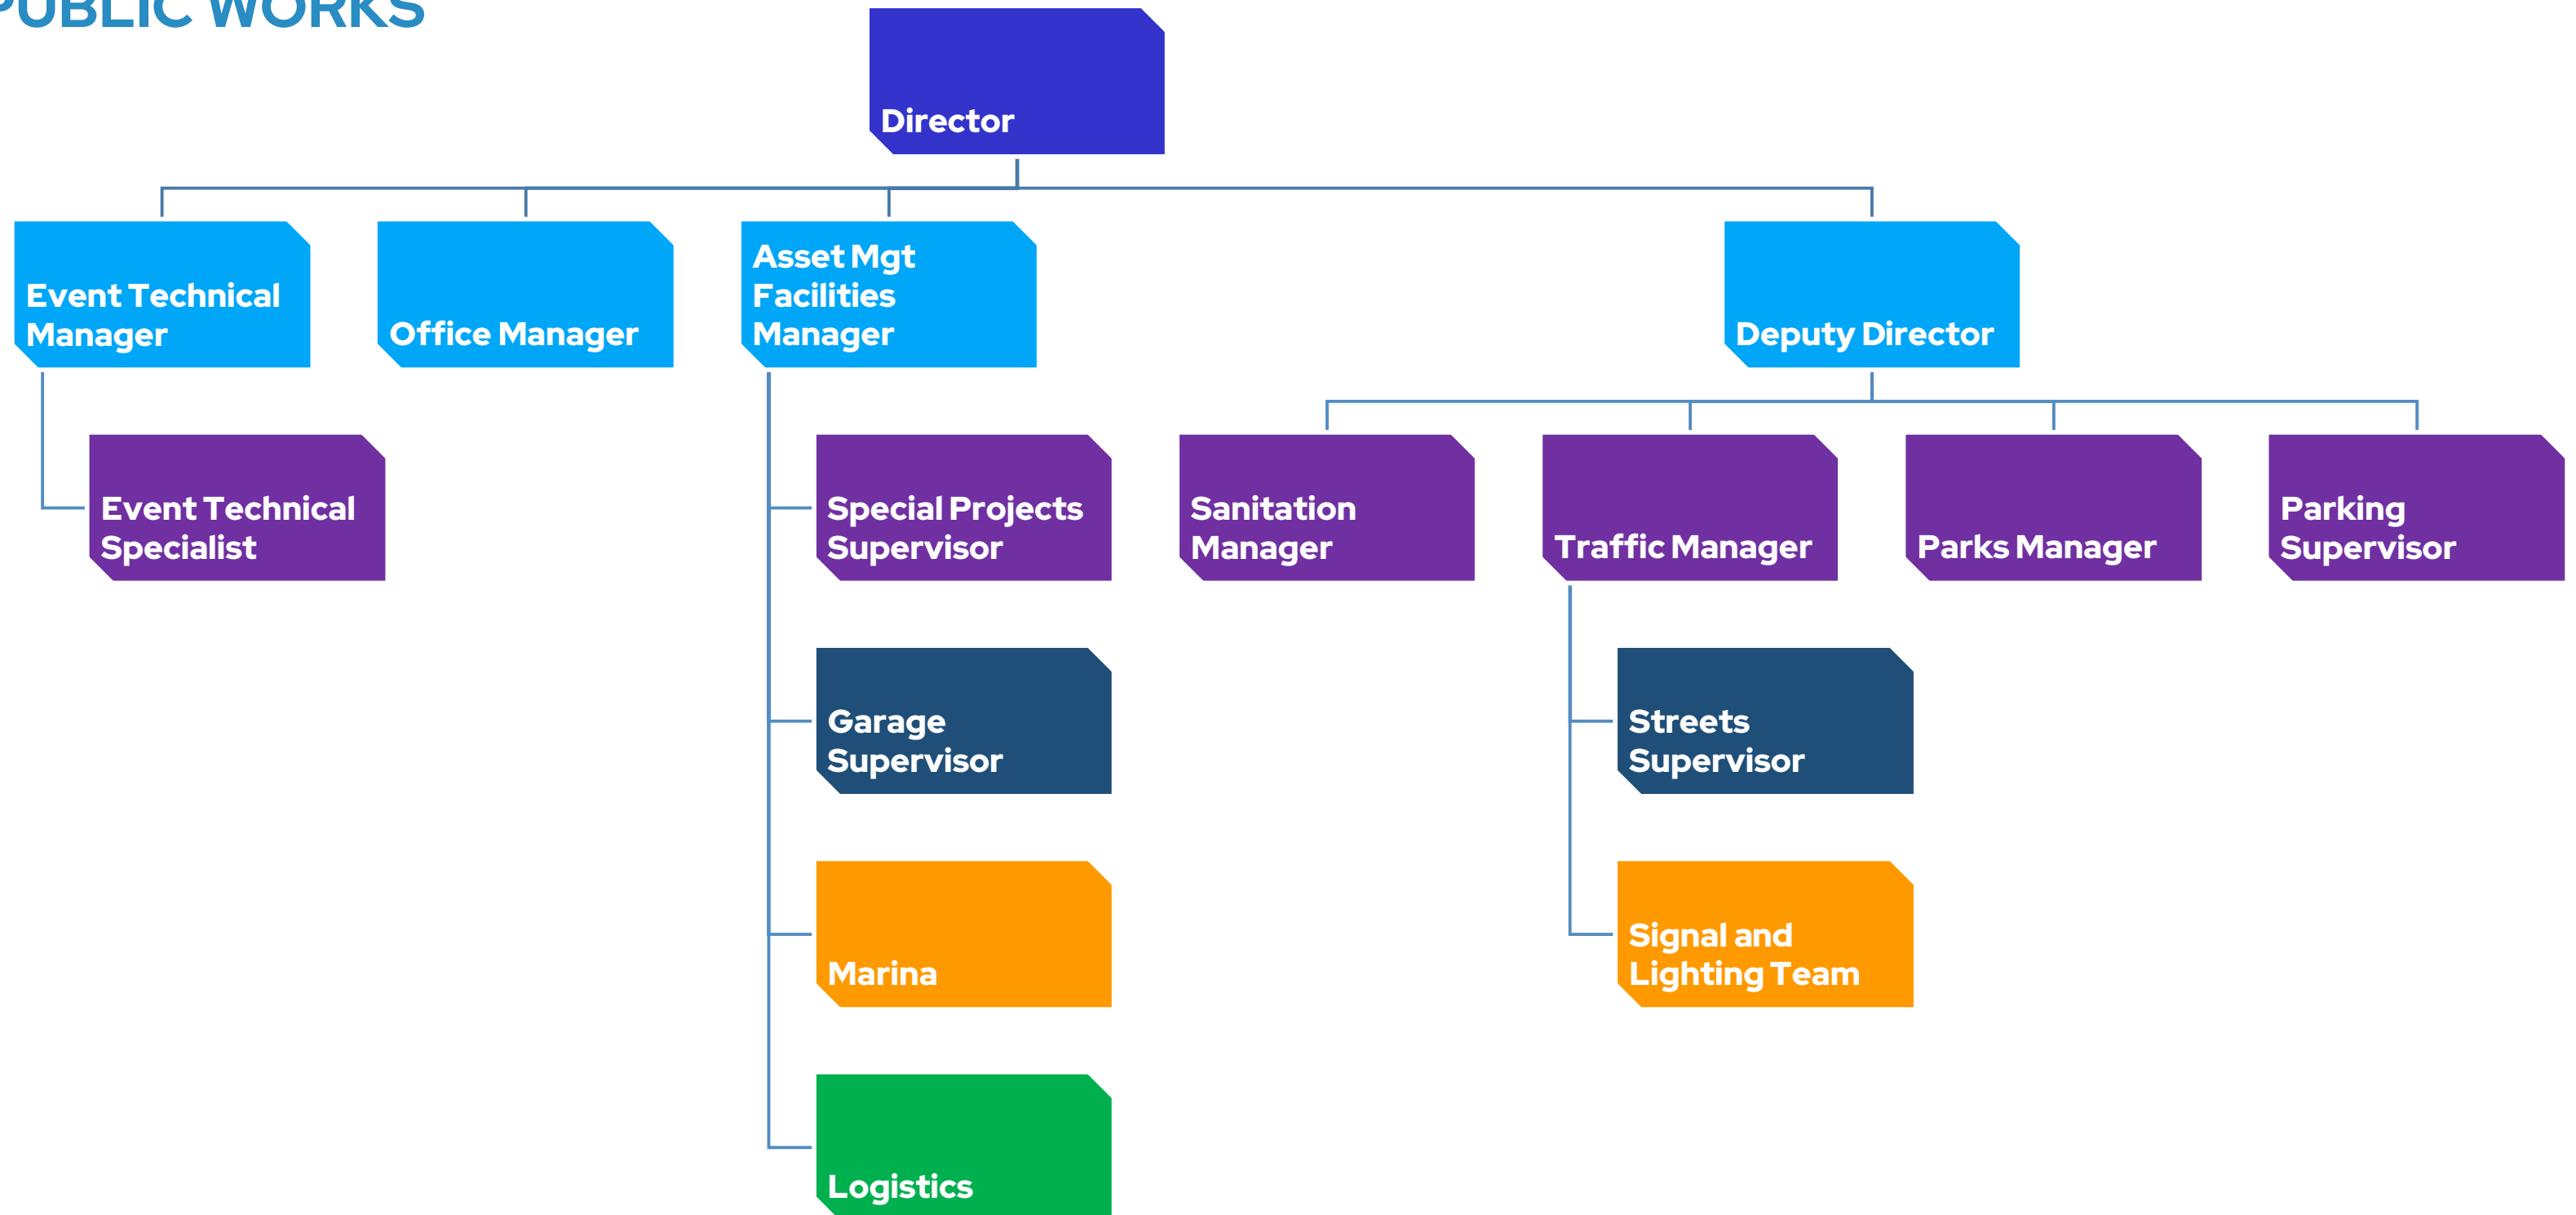 PUBLIC WORKS
Director
Event Technical
Manager
Office Manager
Asset Mgt
Facilities
Manager
Deputy Director
Event Technical
Specialist
Special Projects
Supervisor
Sanitation
Manager
Traffic Manager
Parks Manager
Parking
Supervisor
Garage
Supervisor
Streets
Supervisor
Marina
Signal and
Lighting Team
Logistics